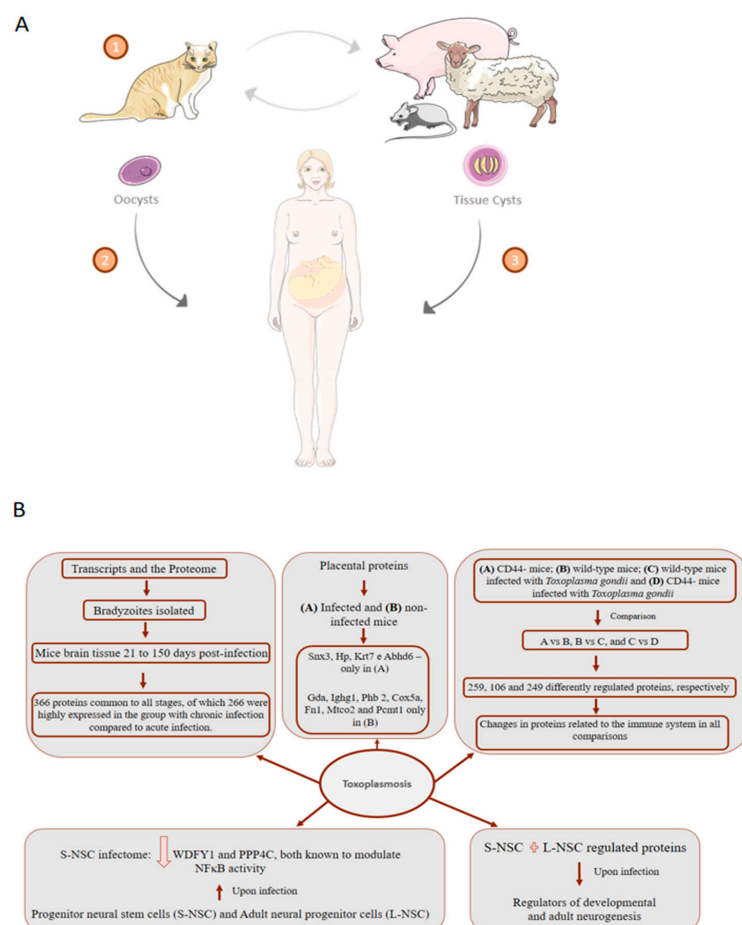 A
1
Oocysts
Tissue Cysts
2
3
B
Transcripts and the Proteome
Bradyzoites isolated
Mice brain tissue 21 to 150 days post-infection
366 proteins common to all stages, of which 266 were
highly expressed in the group with chronic infection
compared to acute infection.
Placental proteins
(A) Infected and (B) non-
infected mice
Snx3, Hp, Krt7 e Abhd6 –
only in (A)
Gda, Ighg1, Phb 2, Cox5a,
Fn1, Mtco2 and Pcmt1 only
in (B)
(A) CD44- mice; (B) wild-type mice; (C) wild-type mice
infected with Toxoplasma gondii and (D) CD44- mice
infected with Toxoplasma gondii
Comparison
A vs B, B vs C, and C vs D
259, 106 and 249 differently regulated proteins, respectively
Changes in proteins related to the immune system in all
comparisons
Toxoplasmosis
S-NSC infectome: WDFY1 and PPP4C, both known to modulate
NFκB activity
Upon infection
Progenitor neural stem cells (S-NSC) and Adult neural progenitor cells (L-NSC)
S-NSC + L-NSC regulated proteins
Upon infection
Regulators of developmental
and adult neurogenesis